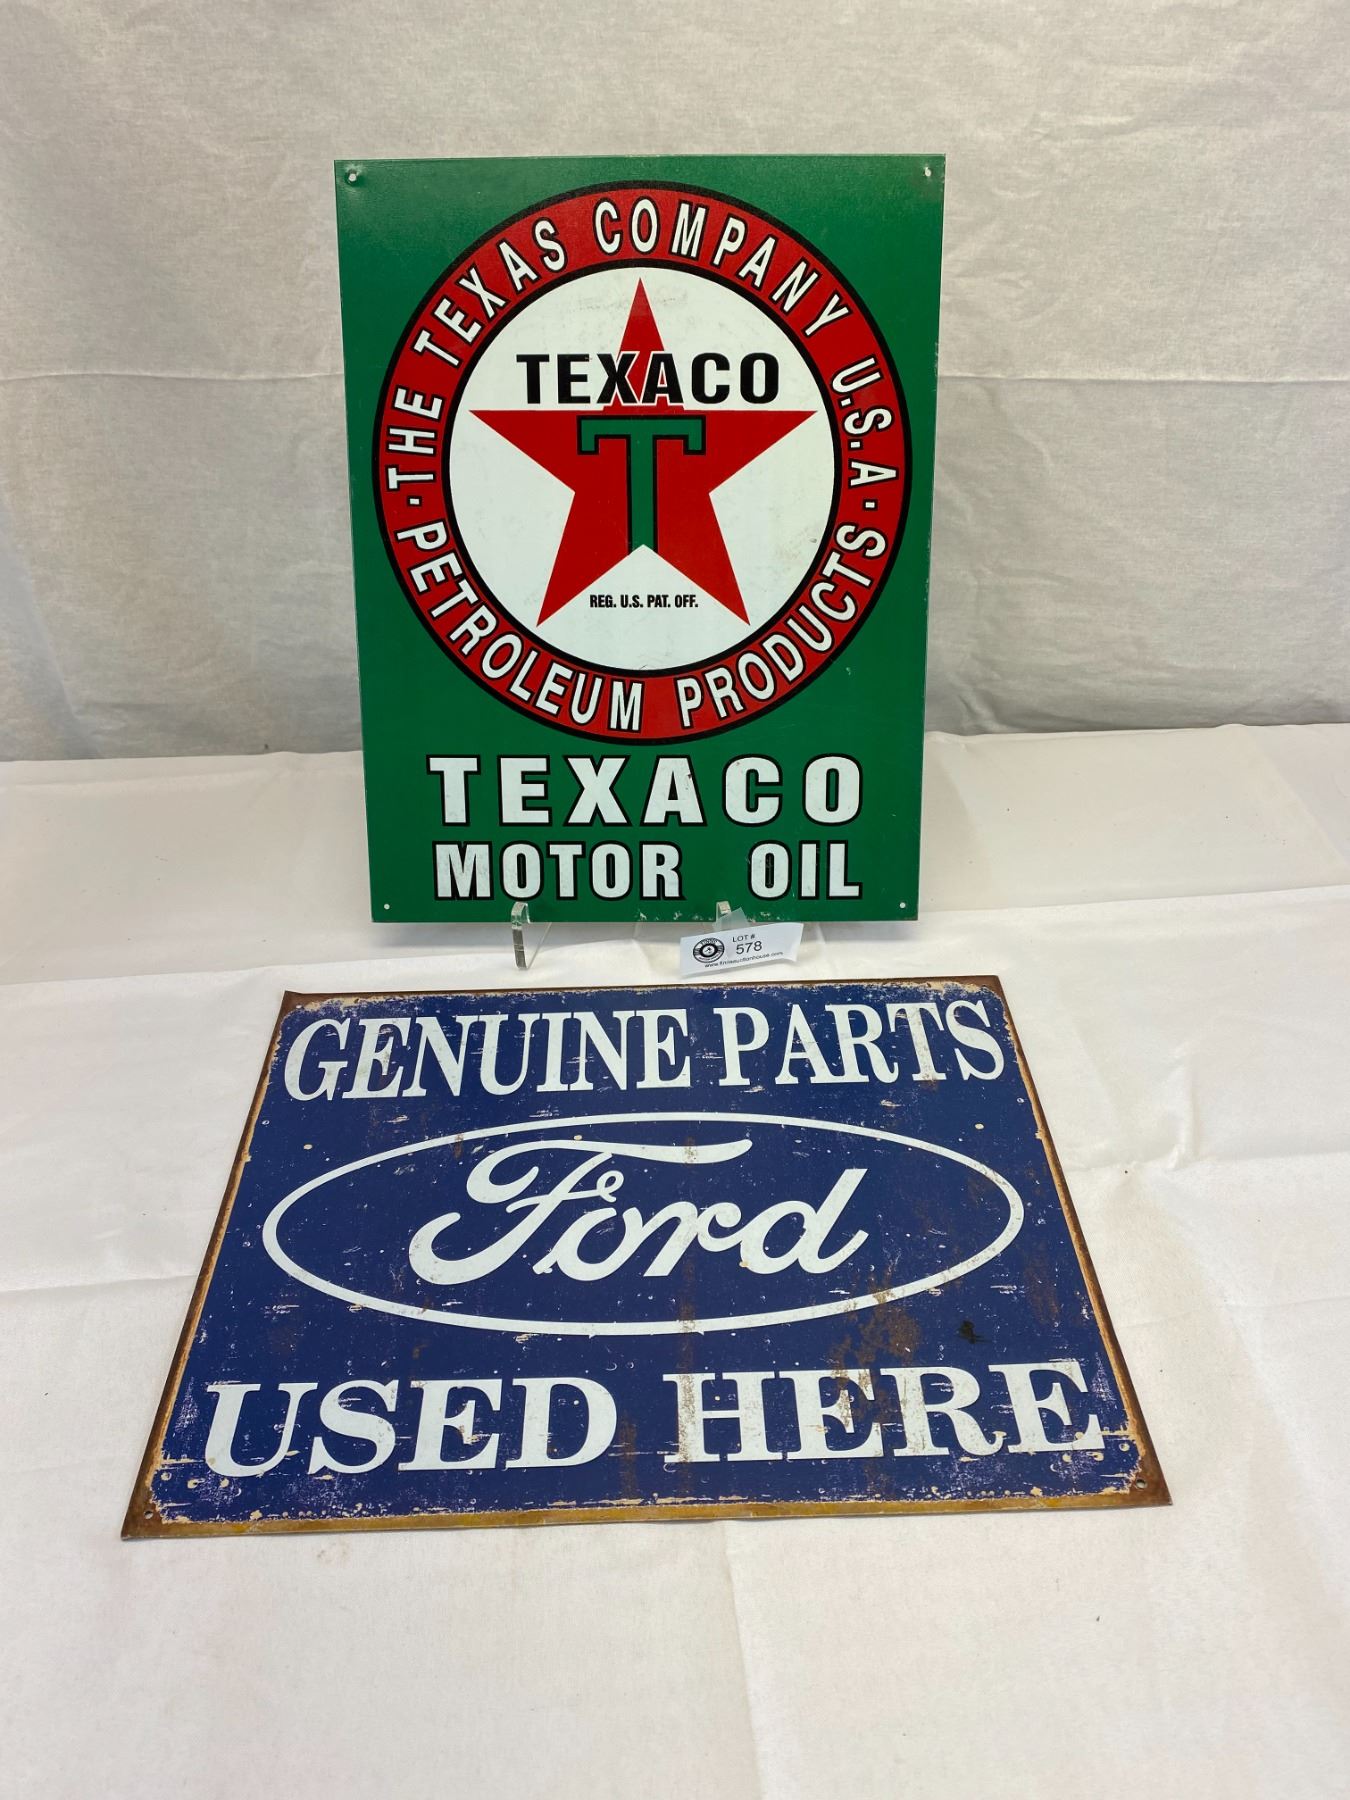 ·THE TEXAS COMPANY U.S.A·
TEXACO
T
REG. U.S. PAT. OFF.
PETROLEUM PRODUCTS
TEXACO
MOTOR OIL
LOT #
578
GENUINE PARTS
Ford
USED HERE